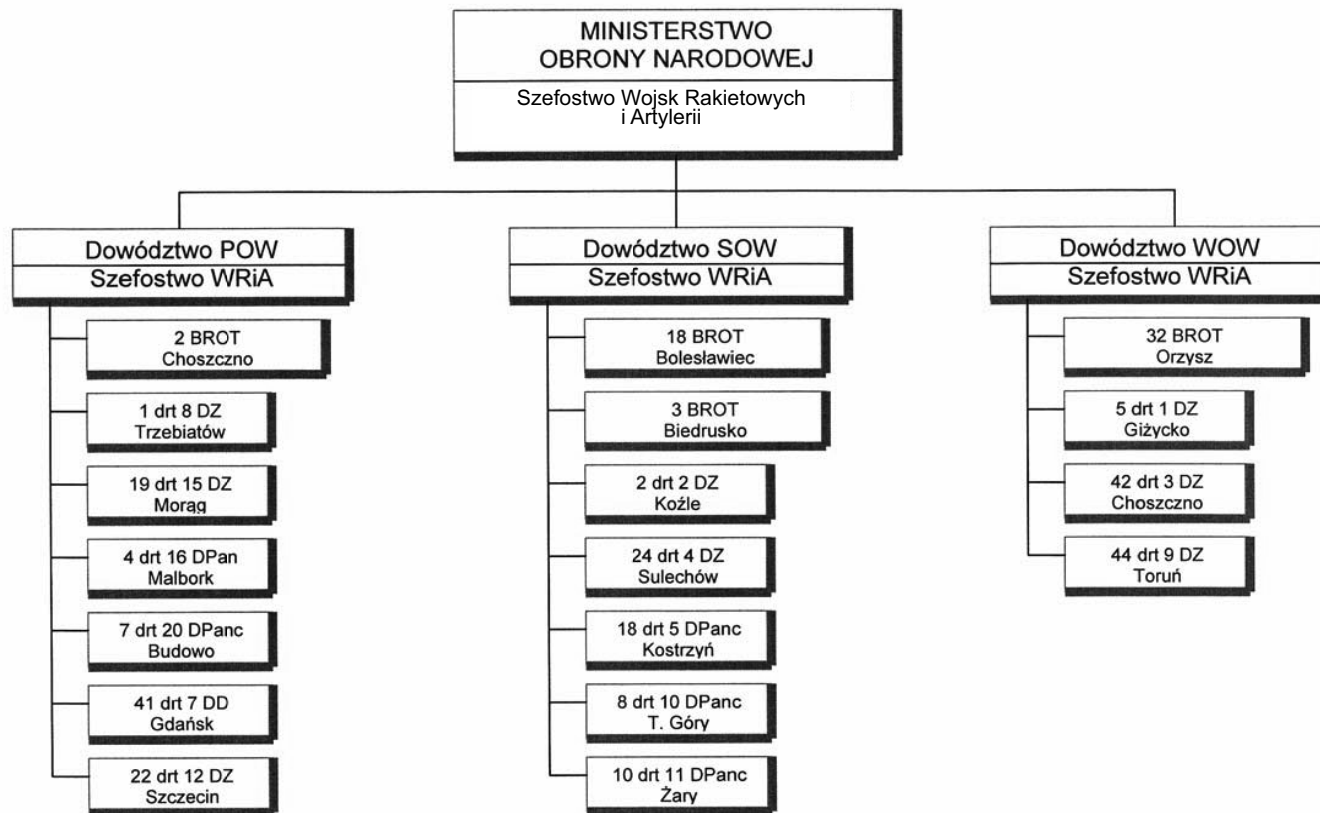 MINISTERSTWO
OBRONY NARODOWEJ
Szefostwo Wojsk Rakietowych
i Artylerii
Dowództwo POW
Szefostwo WRiA
2 BROT
Choszczno
1 drt 8 DZ
Trzebiatów
19 drt 15 DZ
Morąg
4 drt 16 DPan
Malbork
7 drt 20 DPanc
Budowo
41 drt 7 DD
Gdańsk
22 drt 12 DZ
Szczecin
Dowództwo SOW
Szefostwo WRiA
18 BROT
Bolesławiec
3 BROT
Biedrusko
2 drt 2 DZ
Koźle
24 drt 4 DZ
Sulechów
18 drt 5 DPanc
Kostrzyń
8 drt 10 DPanc
T. Góry
10 drt 11 DPanc
Żary
Dowództwo WOW
Szefostwo WRiA
32 BROT
Orzysz
5 drt 1 DZ
Giżycko
42 drt 3 DZ
Choszczno
44 drt 9 DZ
Toruń